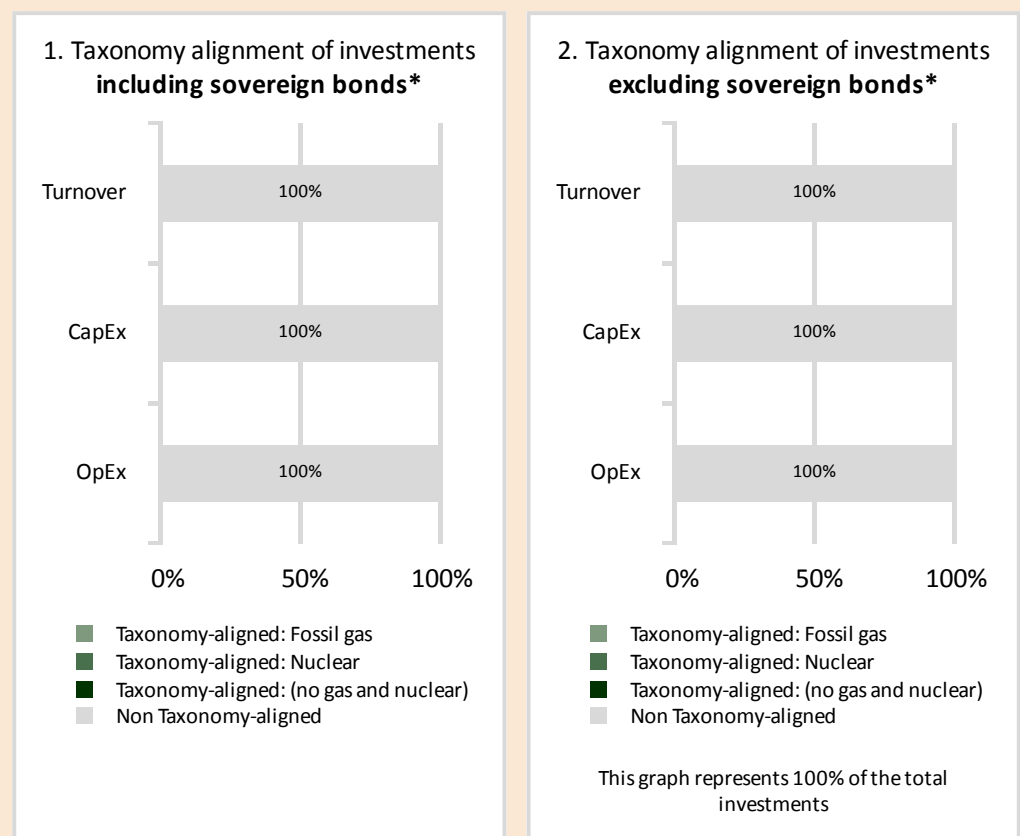 1. Taxonomy alignment of investments
including sovereign bonds*
Turnover
100%
CapEx
100%
OpEx
100%
0% 50% 100%
Taxonomy-aligned: Fossil gas
Taxonomy-aligned: Nuclear
Taxonomy-aligned: (no gas and nuclear)
Non Taxonomy-aligned
2. Taxonomy alignment of investments
excluding sovereign bonds*
Turnover
100%
CapEx
100%
OpEx
100%
0% 50% 100%
Taxonomy-aligned: Fossil gas
Taxonomy-aligned: Nuclear
Taxonomy-aligned: (no gas and nuclear)
Non Taxonomy-aligned
This graph represents 100% of the total
investments